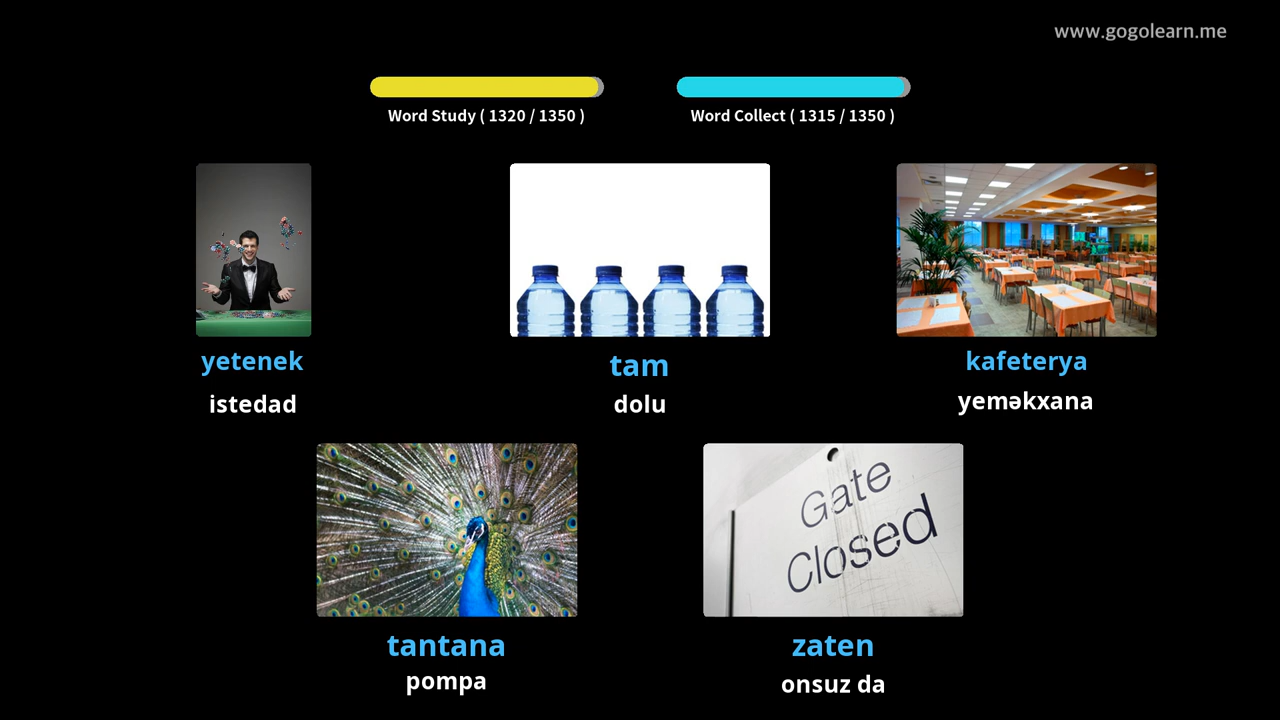 www.gogolearn.me
Word Study ( 1320 / 1350 )
Word Collect ( 1315 / 1350 )
yetenek
istedad
tam
dolu
kafeterya
yeməkxana
Gate
Closed
tantana
pompa
zaten
onsuz da